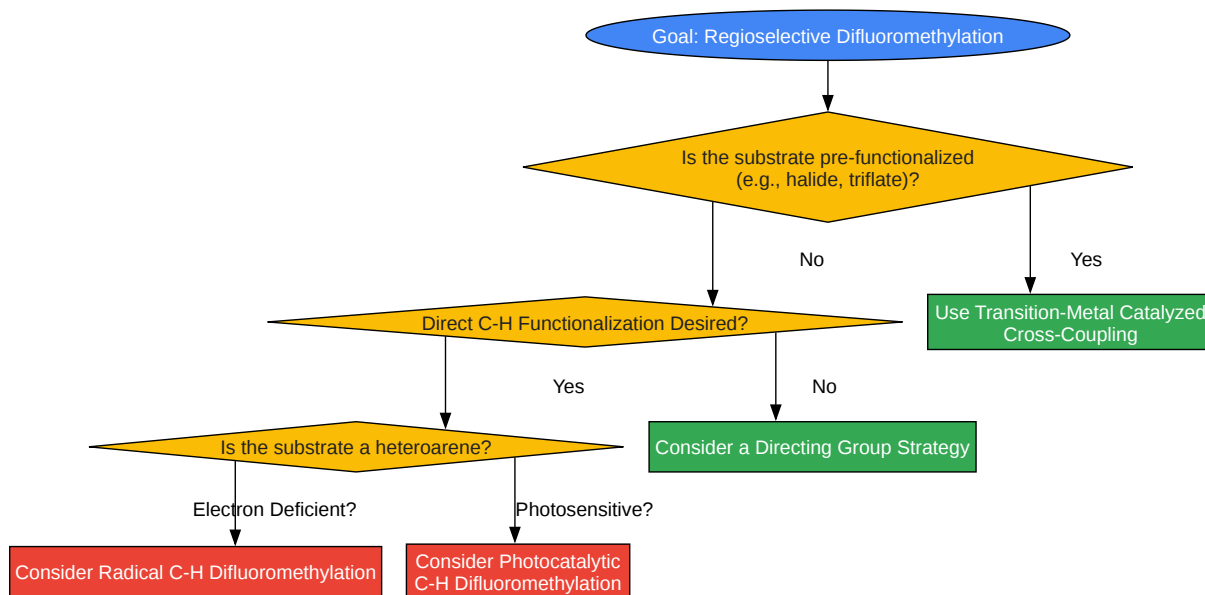 Goal: Regioselective Difluoromethylation
Is the substrate pre-functionalized
(e.g., halide, triflate)?
No
Yes
Use Transition-Metal Catalyzed
Cross-Coupling
Direct C-H Functionalization Desired?
Yes
No
Is the substrate a heteroarene?
Consider a Directing Group Strategy
Electron Deficient?
Photosensitive?
Consider Radical C-H Difluoromethylation
Consider Photocatalytic
C-H Difluoromethylation